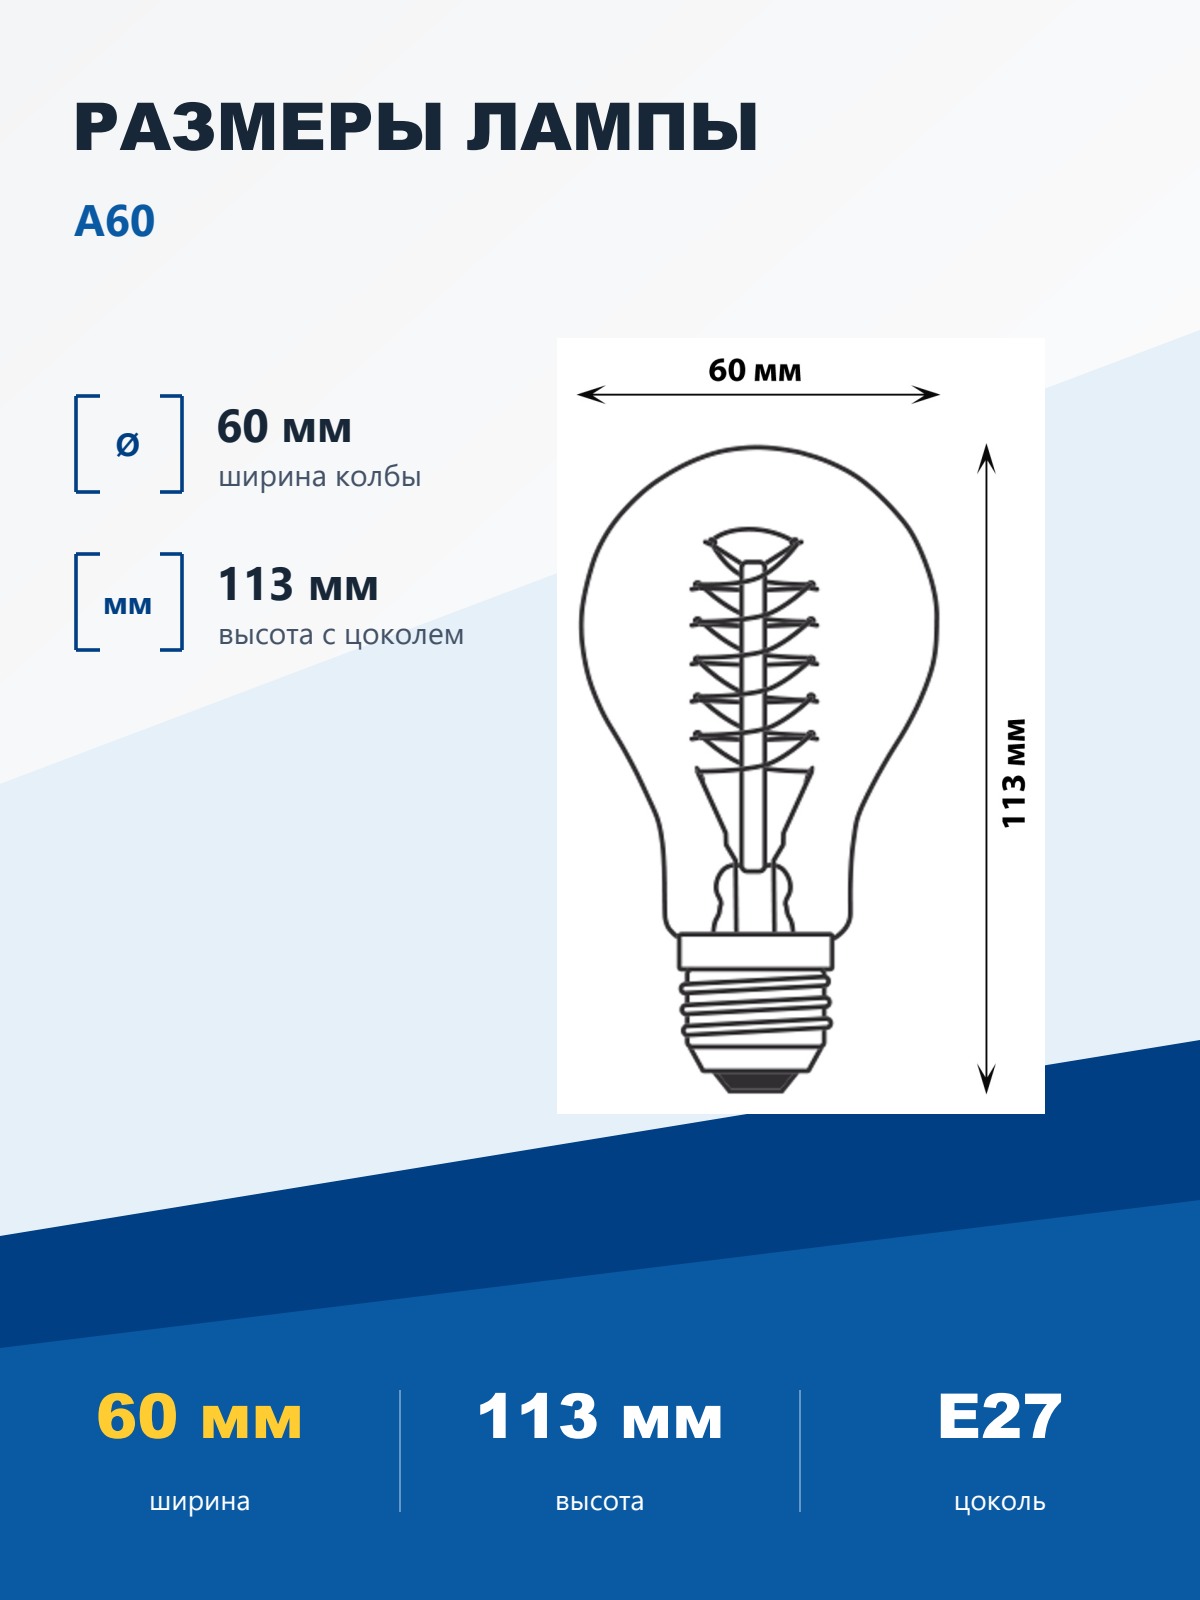 РАЗМЕРЫ ЛАМПЫ
A60
Ø
60 мм
ширина колбы
мм
113 мм
высота с цоколем
60 мм
113 мм
60 мм
ширина
113 мм
высота
E27
цоколь